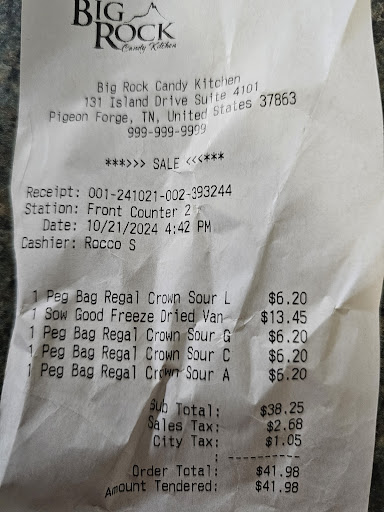 BIG
ROCK
Candy Kitchen
Big Rock Candy Kitchen
131 Island Drive Suite 4101
Pigeon Forge, TN, United States 37863
999-999-9999
***>>> SALE <<<***
Receipt: 001-241021-002-393244
Station: Front Counter 2
Date: 10/21/2024 4:42 PM
Cashier: Rocco S
1 Peg Bag Regal Crown Sour L $6.20
1 Sow Good Freeze Dried Van $13.45
1 Peg Bag Regal Crown Sour G $6.20
1 Peg Bag Regal Crown Sour C $6.20
1 Peg Bag Regal Crown Sour A $6.20
Sub Total: $38.25
Sales Tax: $2.68
City Tax: $1.05
: -----------
Order Total: $41.98
Amount Tendered: $41.98